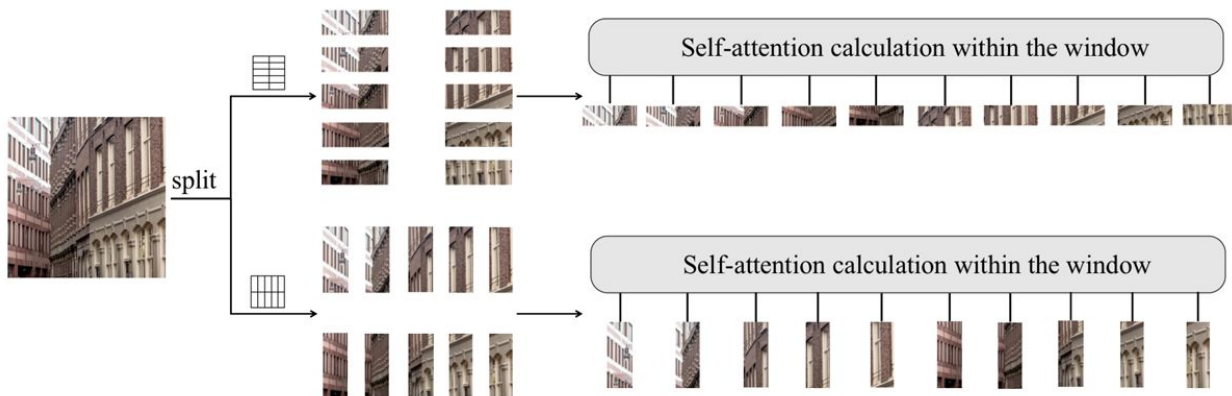 Self-attention calculation within the window
split
Self-attention calculation within the window